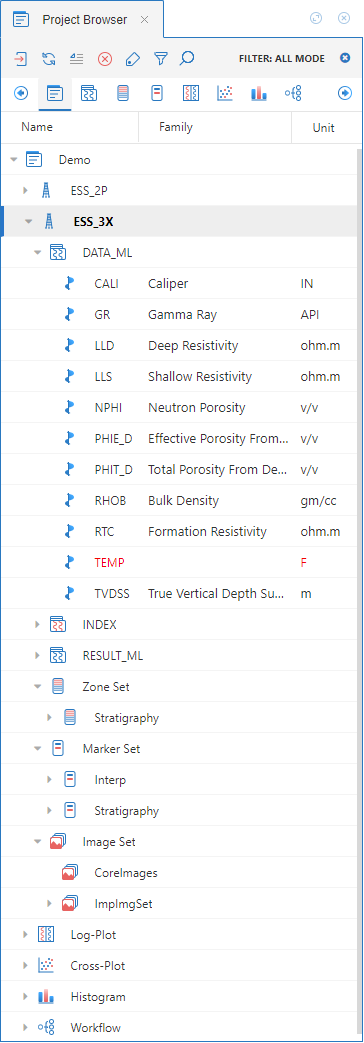 Project Browser
FILTER: ALL MODE
Name Family Unit
Demo
ESS_2P
ESS_3X
DATA_ML
CALI Caliper IN
GR Gamma Ray API
LLD Deep Resistivity ohm.m
LLS Shallow Resistivity ohm.m
NPHI Neutron Porosity v/v
PHIE_D Effective Porosity From... v/v
PHIT_D Total Porosity From De... v/v
RHOB Bulk Density gm/cc
RTC Formation Resistivity ohm.m
TEMP F
TVDSS True Vertical Depth Su... m
INDEX
RESULT_ML
Zone Set
Stratigraphy
Marker Set
Interp
Stratigraphy
Image Set
CoreImages
ImpImgSet
Log-Plot
Cross-Plot
Histogram
Workflow